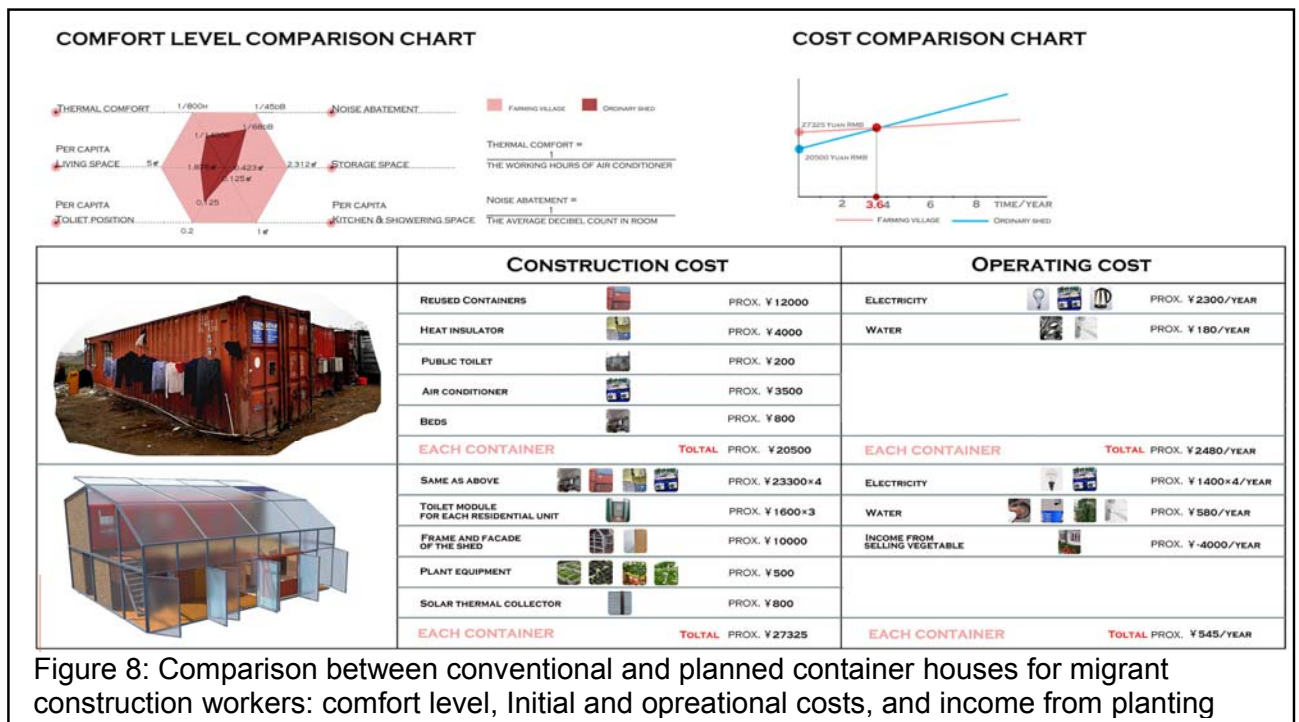 COMFORT LEVEL COMPARISON CHART
COST COMPARISON CHART
THERMAL COMFORT
1/800H
1/45DB
NOISE ABATEMENT
FARMING VILLAGE
ORDINARY SHED
1/68DB
PER CAPITA
LIVING SPACE
5㎡
0.423㎡
2.312㎡
STORAGE SPACE
0.125㎡
THERMAL COMFORT =
1
THE WORKING HOURS OF AIR CONDITIONER
PER CAPITA
TOLIET POSITION
0.125
0.2
PER CAPITA
KITCHEN & SHOWERING SPACE
1㎡
NOISE ABATEMENT =
1
THE AVERAGE DECIBEL COUNT IN ROOM
27325 YUAN RMB
20500 YUAN RMB
2 3.64 6 8 TIME/YEAR
FARMING VILLAGE ORDINARY SHED
CONSTRUCTION COST
OPERATING COST
REUSED CONTAINERS PROX. ¥12000
HEAT INSULATOR PROX. ¥4000
PUBLIC TOILET PROX. ¥200
AIR CONDITIONER PROX. ¥3500
BEDS PROX. ¥800
EACH CONTAINER TOLTAL PROX. ¥20500
ELECTRICITY PROX. ¥2300/YEAR
WATER PROX. ¥180/YEAR
EACH CONTAINER TOLTAL PROX. ¥2480/YEAR
SAME AS ABOVE PROX. ¥23300×4
TOILET MODULE
FOR EACH RESIDENTIAL UNIT PROX. ¥1600×3
FRAME AND FACADE
OF THE SHED PROX. ¥10000
PLANT EQUIPMENT PROX. ¥500
SOLAR THERMAL COLLECTOR PROX. ¥800
EACH CONTAINER TOLTAL PROX. ¥27325
ELECTRICITY PROX. ¥1400×4/YEAR
WATER PROX. ¥580/YEAR
INCOME FROM
SELLING VEGETABLE PROX. ¥-4000/YEAR
EACH CONTAINER TOLTAL PROX. ¥545/YEAR
Figure 8: Comparison between conventional and planned container houses for migrant
construction workers: comfort level, Initial and opreational costs, and income from planting